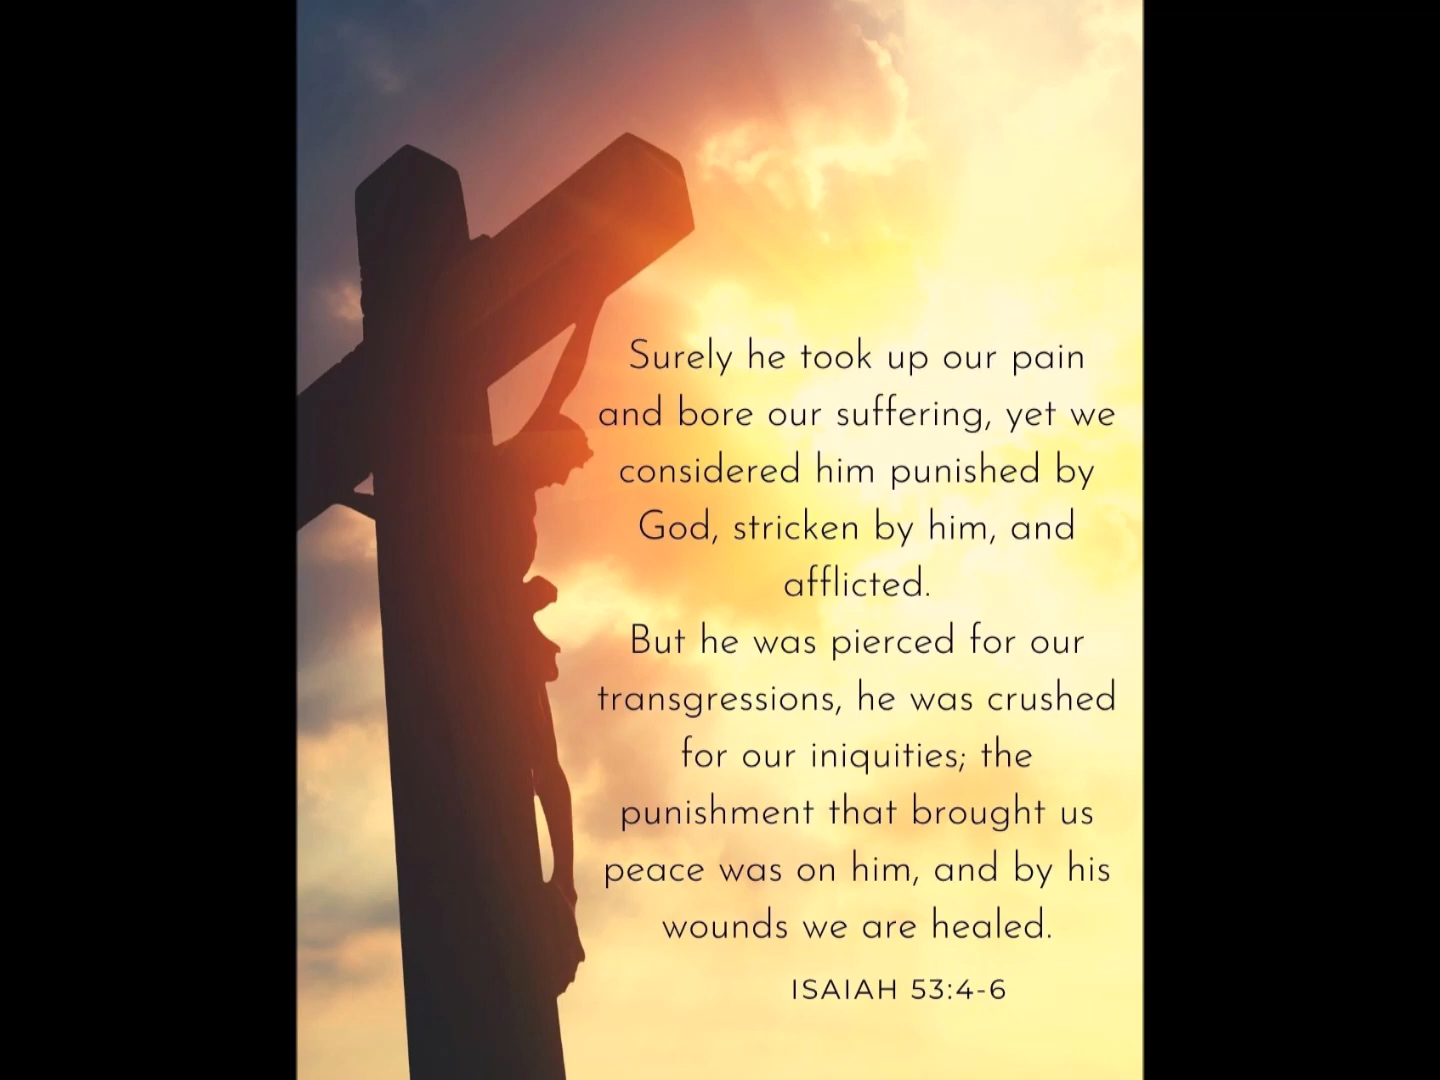 Surely he took up our pain
and bore our suffering, yet we
considered him punished by
God, stricken by him, and
afflicted.
But he was pierced for our
transgressions, he was crushed
for our iniquities; the
punishment that brought us
peace was on him, and by his
wounds we are healed.
ISAIAH 53:4-6